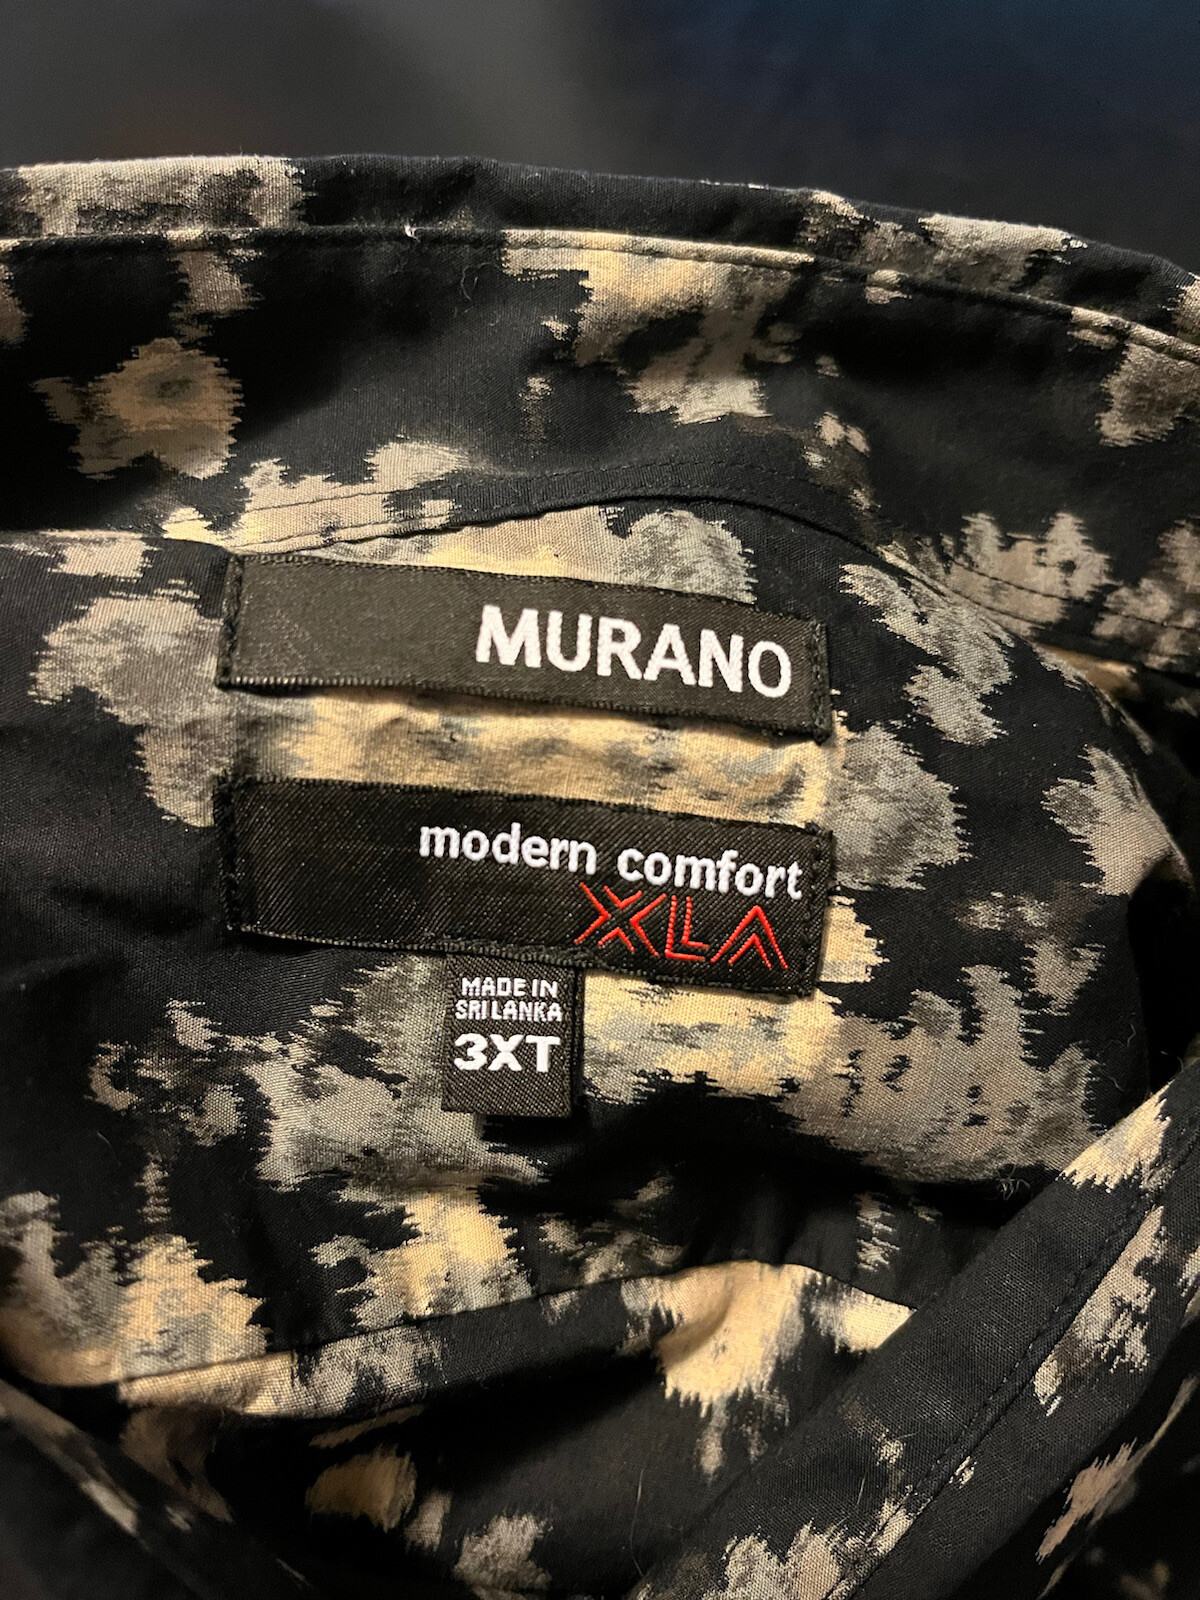 MURANO
modern comfort
XLA
MADE IN
SRI LANKA
3XT